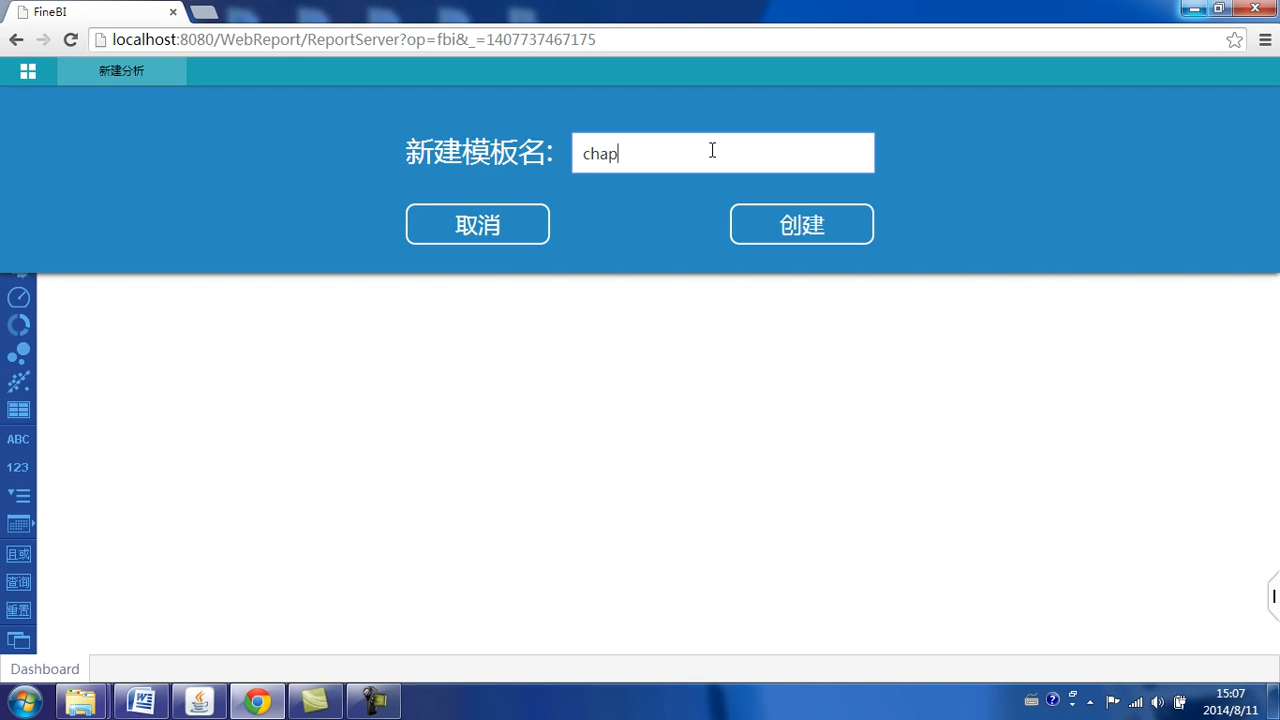 FineBI
localhost:8080/WebReport/ReportServer?op=fbi&_=1407737467175
新建分析
新建模板名:
chap
取消
创建
ABC
123
且或
查询
重置
Dashboard
15:07
2014/8/11